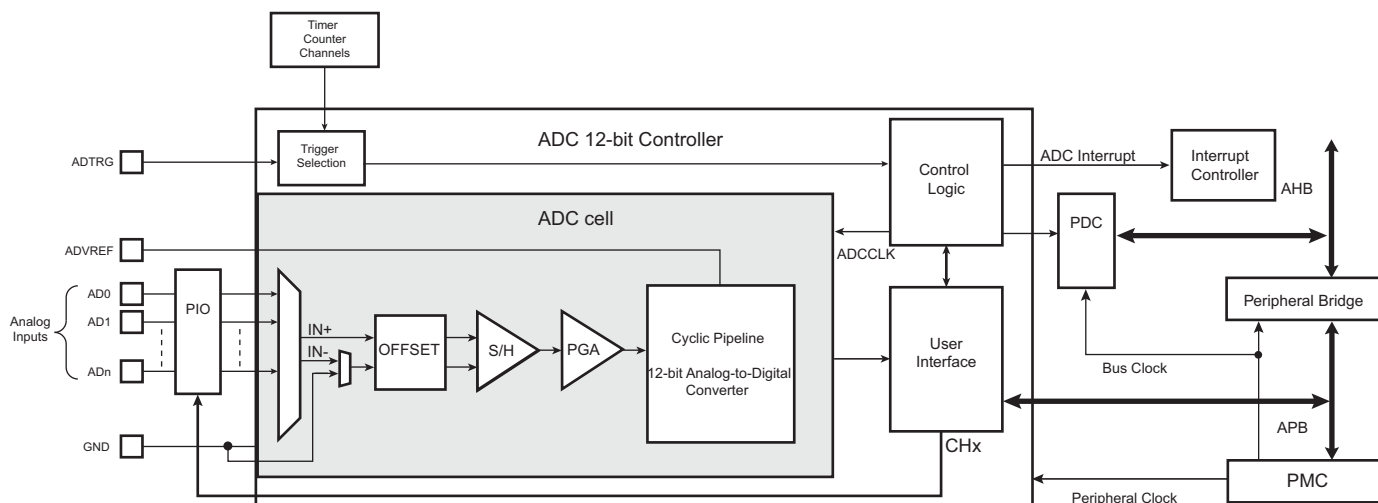 Timer
Counter
Channels
ADC 12-bit Controller
ADTRG
Trigger
Selection
Control
Logic
ADC Interrupt
Interrupt
Controller
AHB
ADC cell
PDC
ADVREF
ADCCLK
Analog
Inputs
AD0
AD1
ADn
PIO
IN+
IN-
OFFSET
S/H
PGA
Cyclic Pipeline
12-bit Analog-to-Digital
Converter
User
Interface
Peripheral Bridge
Bus Clock
APB
GND
CHx
PMC
Peripheral Clock